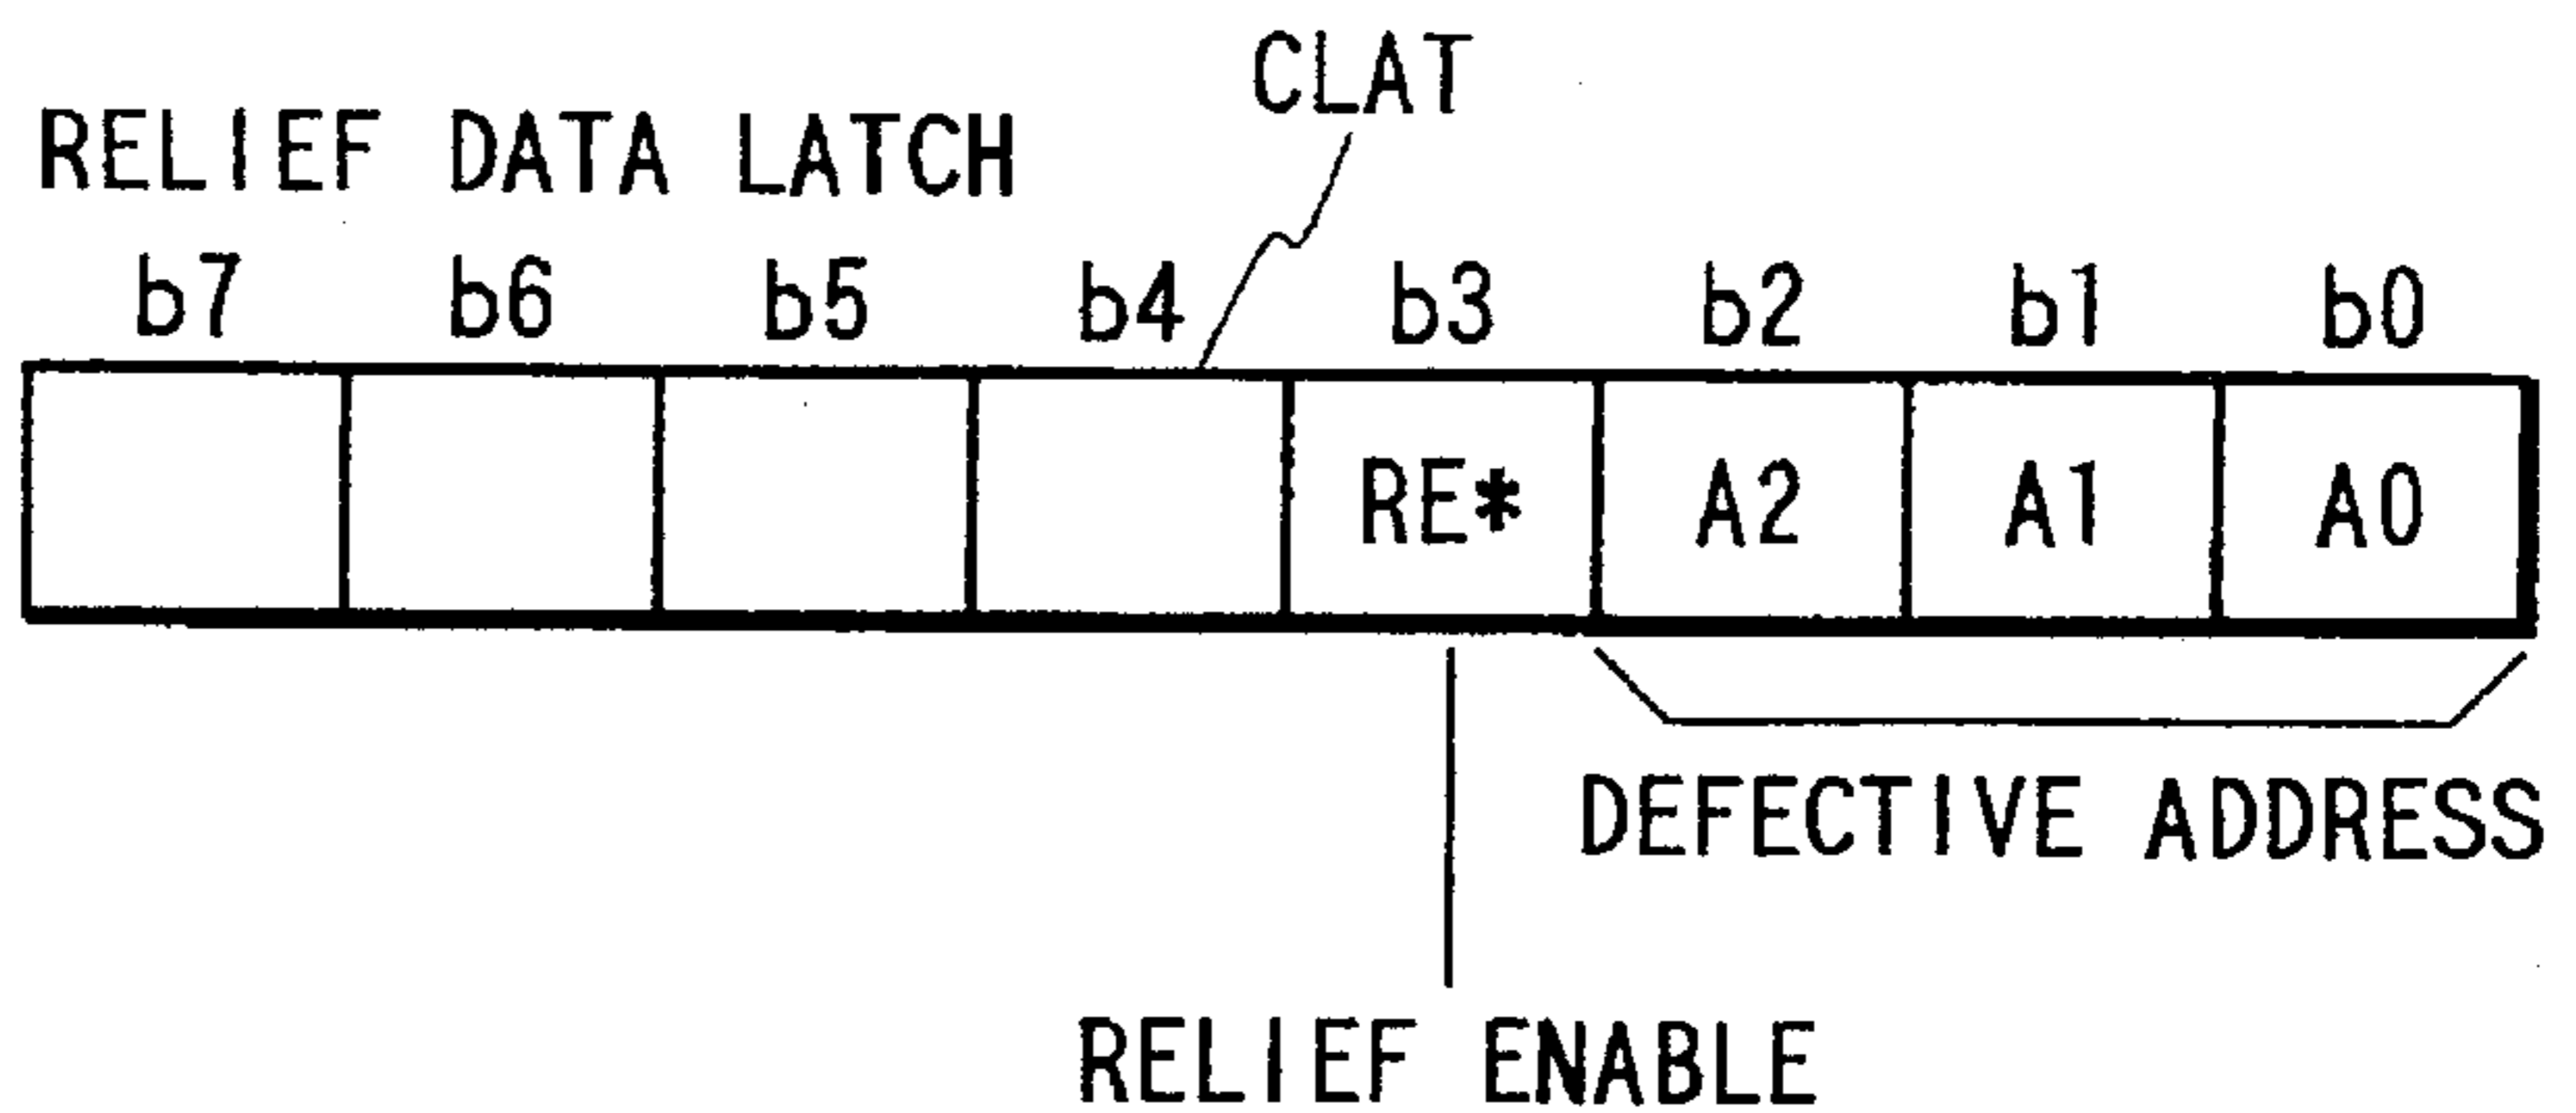 CLAT
RELIEF DATA LATCH
b7 b6 b5 b4 b3 b2 b1 b0
RE* A2 A1 A0
DEFECTIVE ADDRESS
RELIEF ENABLE